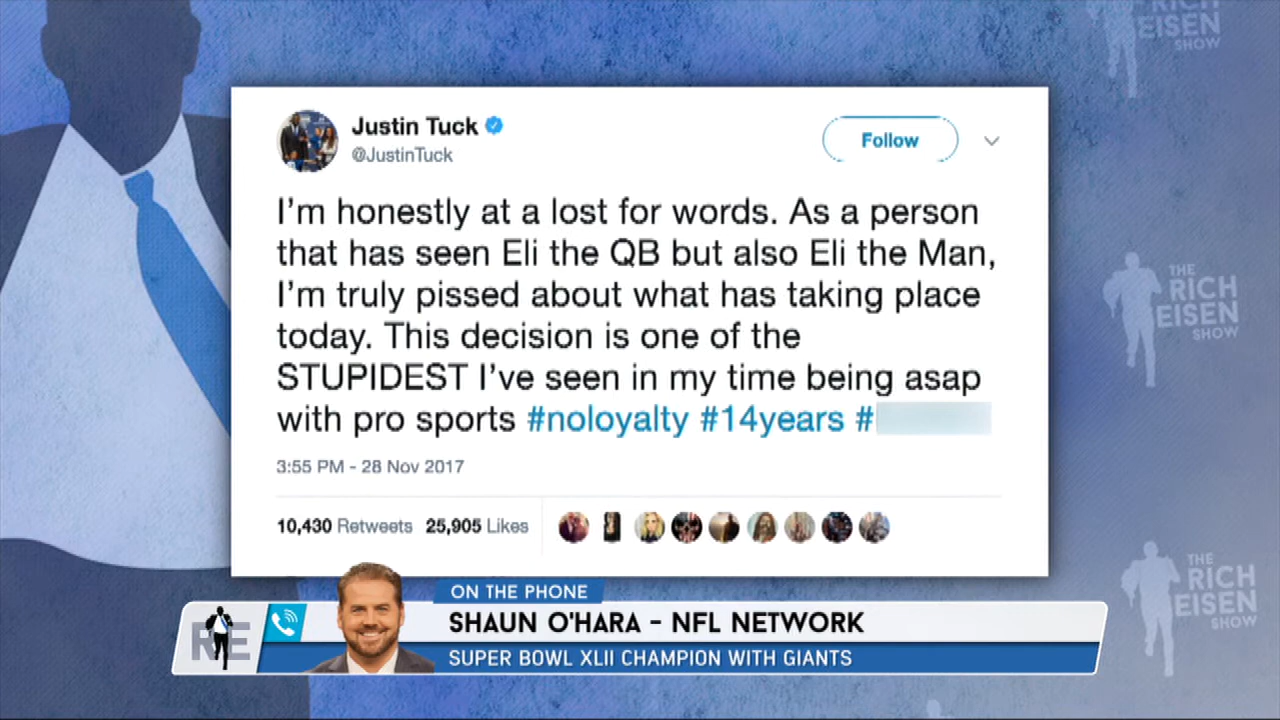 RICH
EISEN
SHOW
Justin Tuck
@JustinTuck
Follow
I'm honestly at a lost for words. As a person
that has seen Eli the QB but also Eli the Man,
I'm truly pissed about what has taking place
today. This decision is one of the
STUPIDEST I've seen in my time being asap
with pro sports #noloyalty #14years #
3:55 PM - 28 Nov 2017
10,430 Retweets 25,905 Likes
THE
RICH
EISEN
SHOW
THE
RICH
EISEN
SHOW
ON THE PHONE
RE
SHAUN O'HARA - NFL NETWORK
SUPER BOWL XLII CHAMPION WITH GIANTS